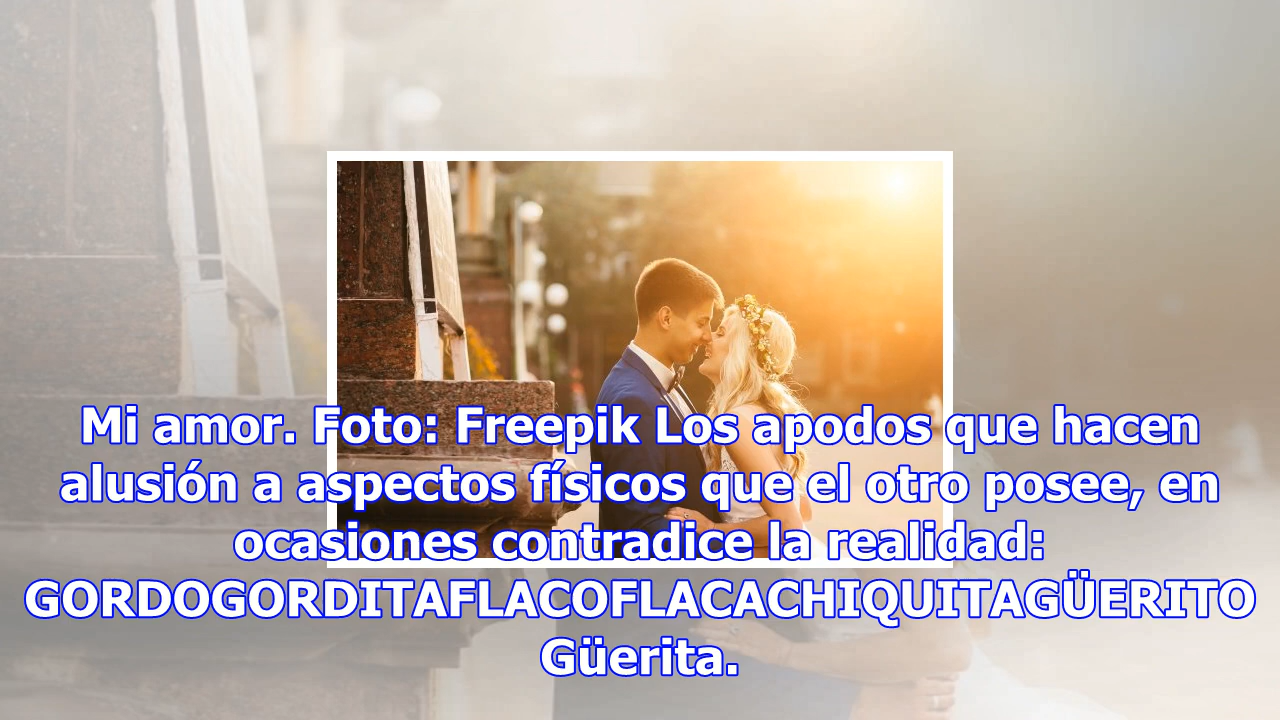 Mi amor. Foto: Freepik Los apodos que hacen
alusión a aspectos físicos que el otro posee, en
ocasiones contradice la realidad:
GORDOGORDITAFLACOFLACACHIQUITAGÜERITO
Güerita.